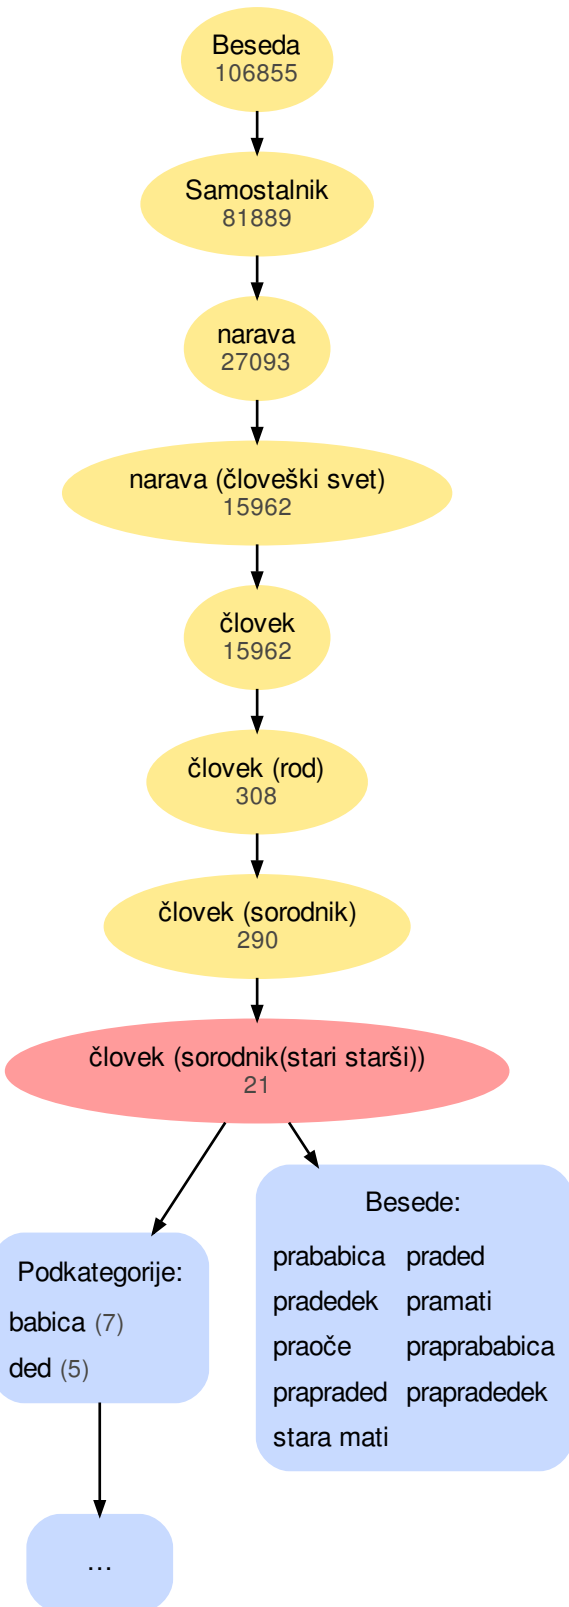 Beseda
106855
Samostalnik
81889
narava
27093
narava (človeški svet)
15962
človek
15962
človek (rod)
308
človek (sorodnik)
290
človek (sorodnik(stari starši))
21
Podkategorije:
babica (7)
ded (5)
...
Besede:
prababica praded
pradedek pramati
praoče praprababica
prapraded prapradedek
stara mati